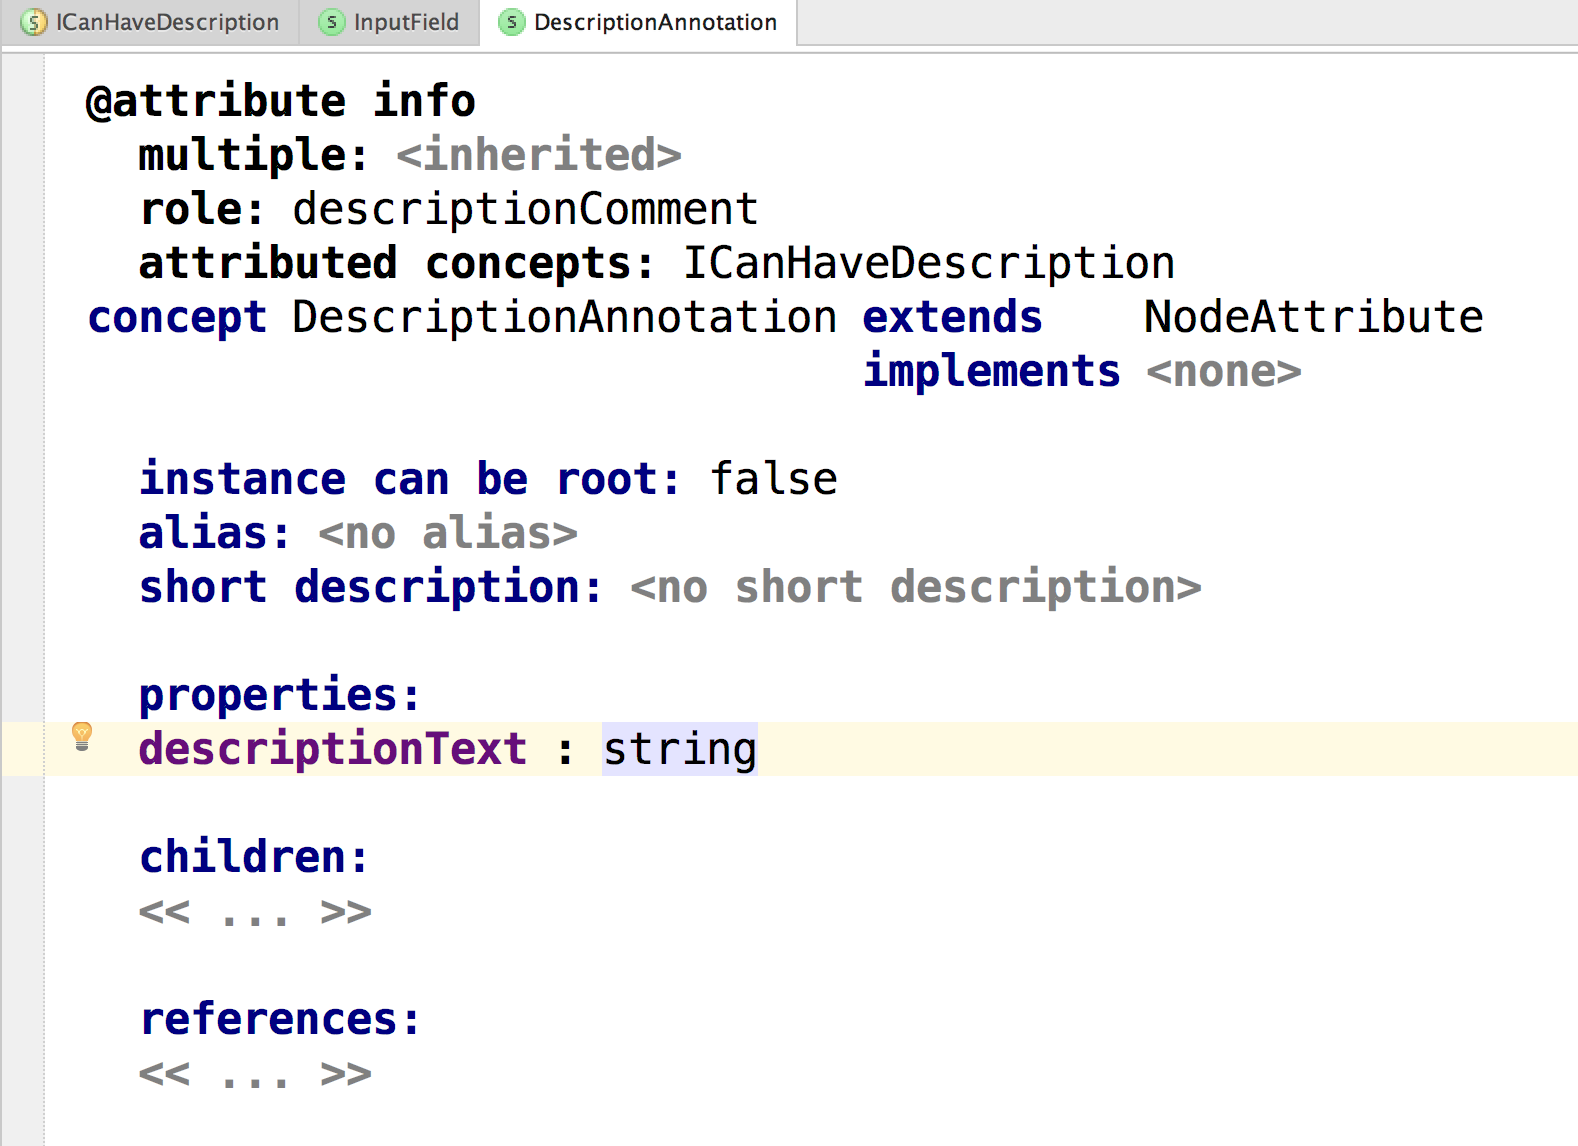 ICanHaveDescription InputField DescriptionAnnotation
@attribute info
multiple: <inherited>
role: descriptionComment
attributed concepts: ICanHaveDescription
concept DescriptionAnnotation extends NodeAttribute
implements <none>
instance can be root: false
alias: <no alias>
short description: <no short description>
properties:
descriptionText : string
children:
<< ... >>
references:
<< ... >>